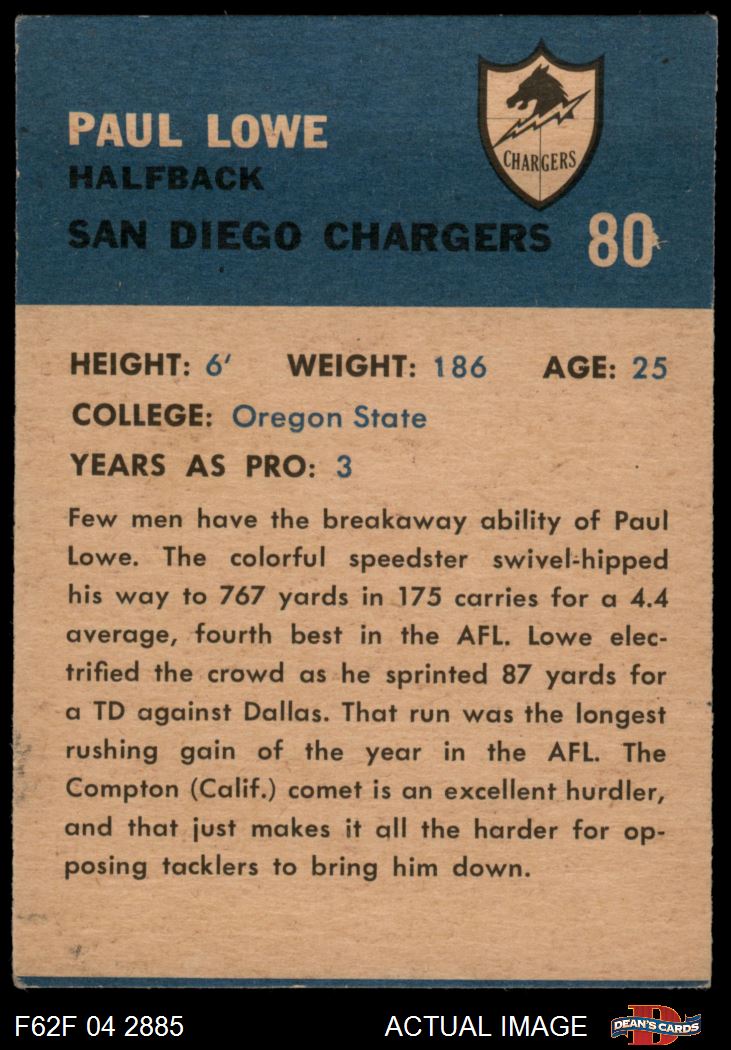 PAUL LOWE
HALFBACK
SAN DIEGO CHARGERS
CHARGERS
80
HEIGHT: 6' WEIGHT: 186 AGE: 25
COLLEGE: Oregon State
YEARS AS PRO: 3
Few men have the breakaway ability of Paul
Lowe. The colorful speedster swivel-hipped
his way to 767 yards in 175 carries for a 4.4
average, fourth best in the AFL. Lowe elec-
trified the crowd as he sprinted 87 yards for
a TD against Dallas. That run was the longest
rushing gain of the year in the AFL. The
Compton (Calif.) comet is an excellent hurdler,
and that just makes it all the harder for op-
posing tacklers to bring him down.
F62F 04 2885 ACTUAL IMAGE
D
DEAN'S CARDS